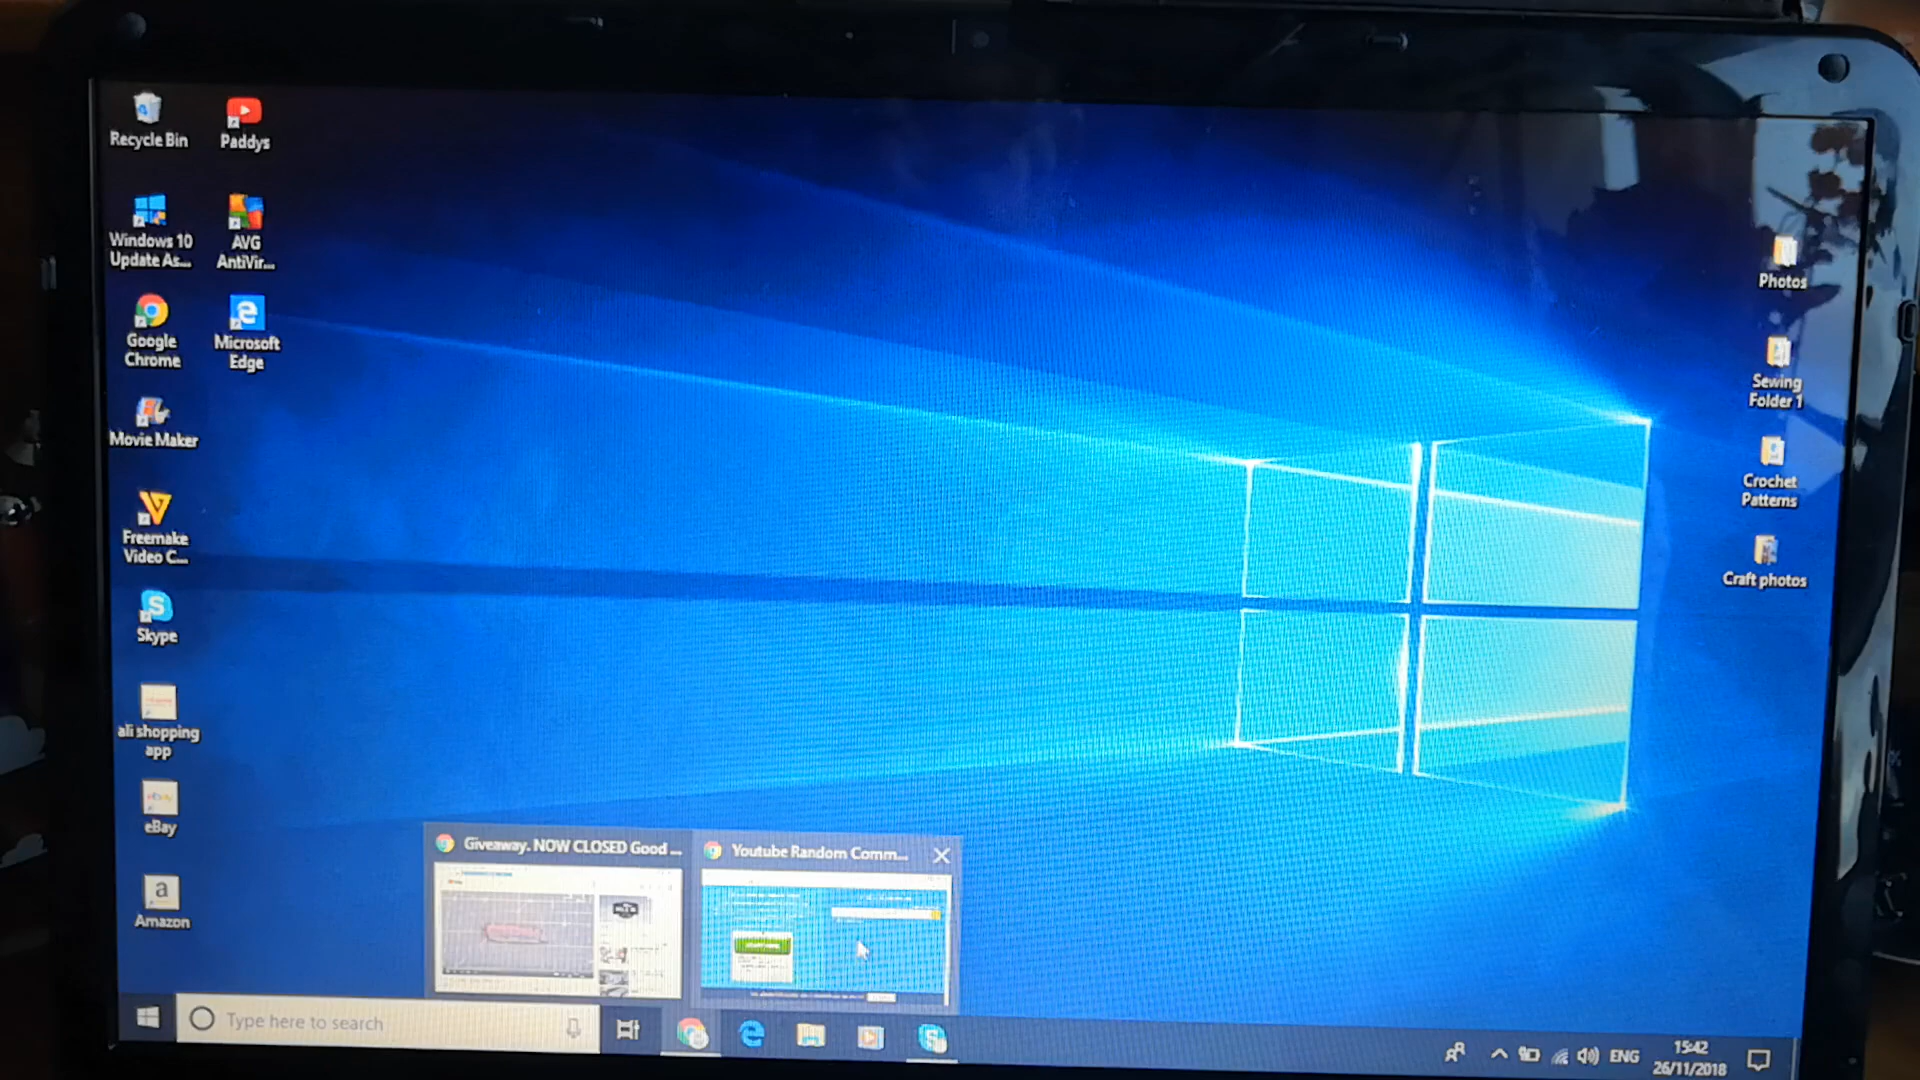 Recycle Bin
Paddys
Windows 10
Update As...
AVG
AntiVir...
Google
Chrome
Microsoft
Edge
Movie Maker
Freemake
Video C...
Skype
ali shopping
app
eBay
Amazon
Photos
Sewing
Folder 1
Crochet
Patterns
Craft photos
Giveaway. NOW CLOSED Good ...
Youtube Random Comm...
Type here to search
ENG
15:42
26/11/2018